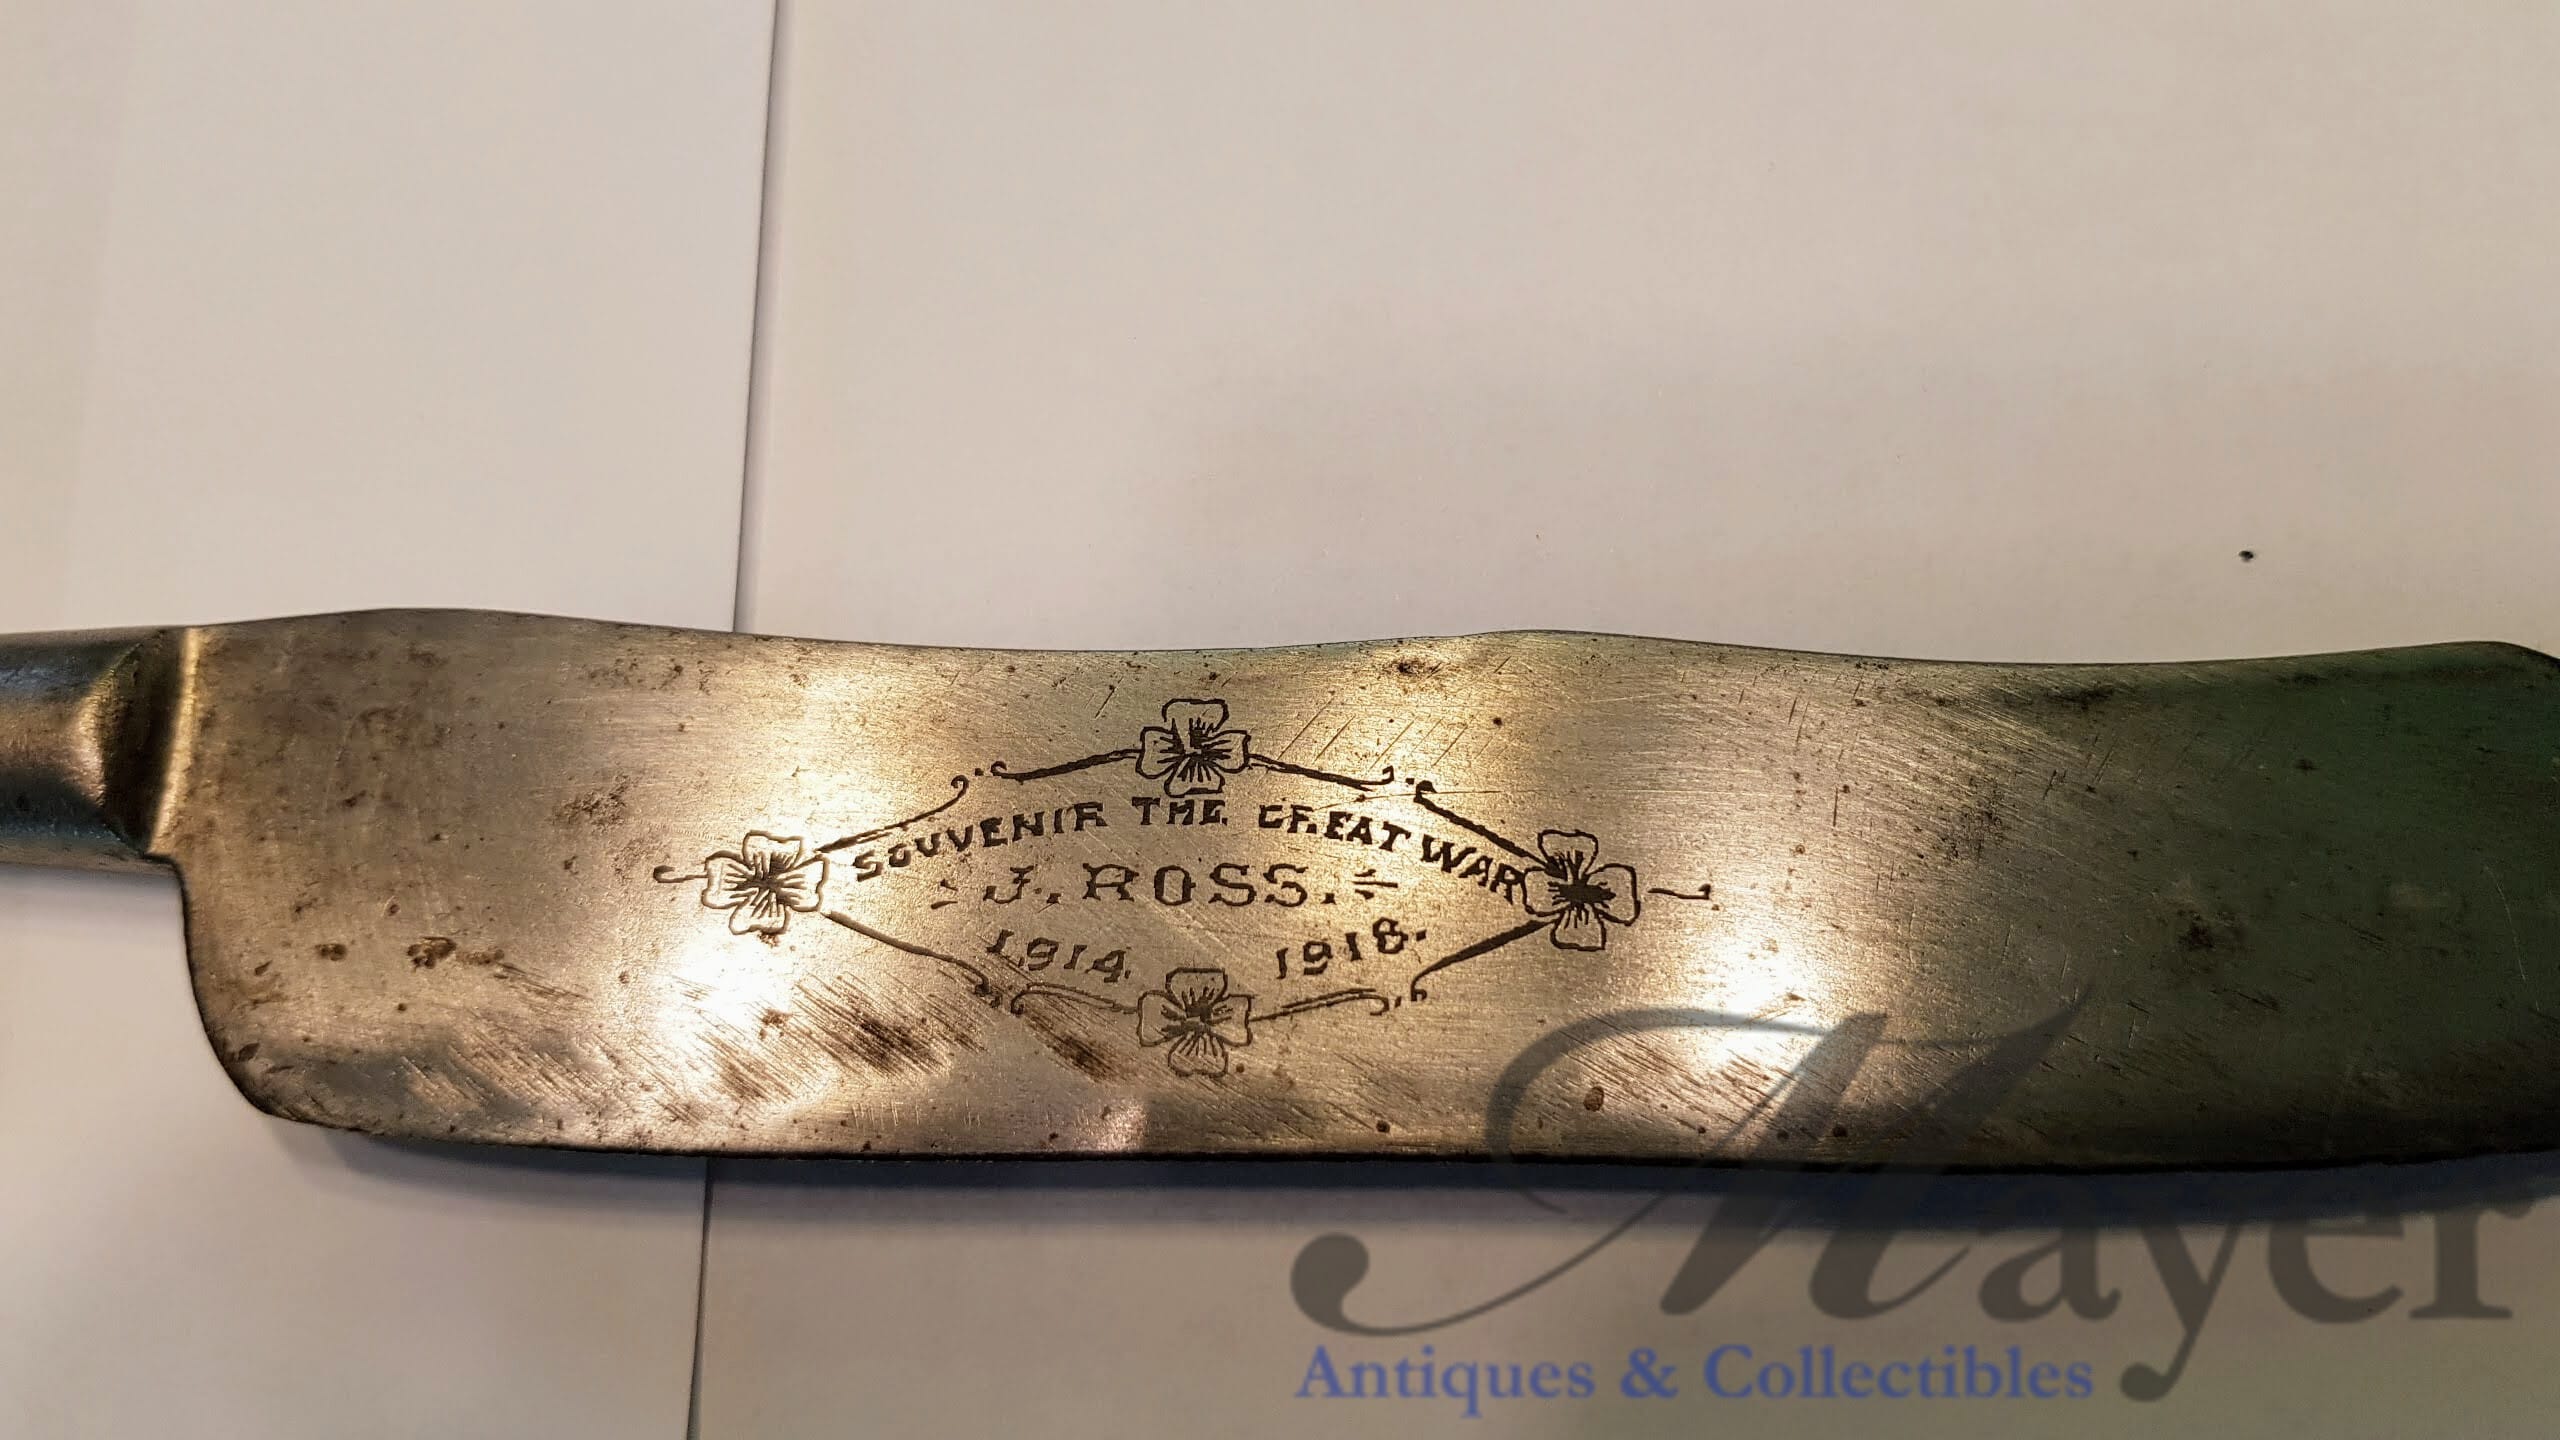 SOUVENIR THE GREAT WAR
J. ROSS.
1914. 1918.
Mayer
Antiques & Collectibles